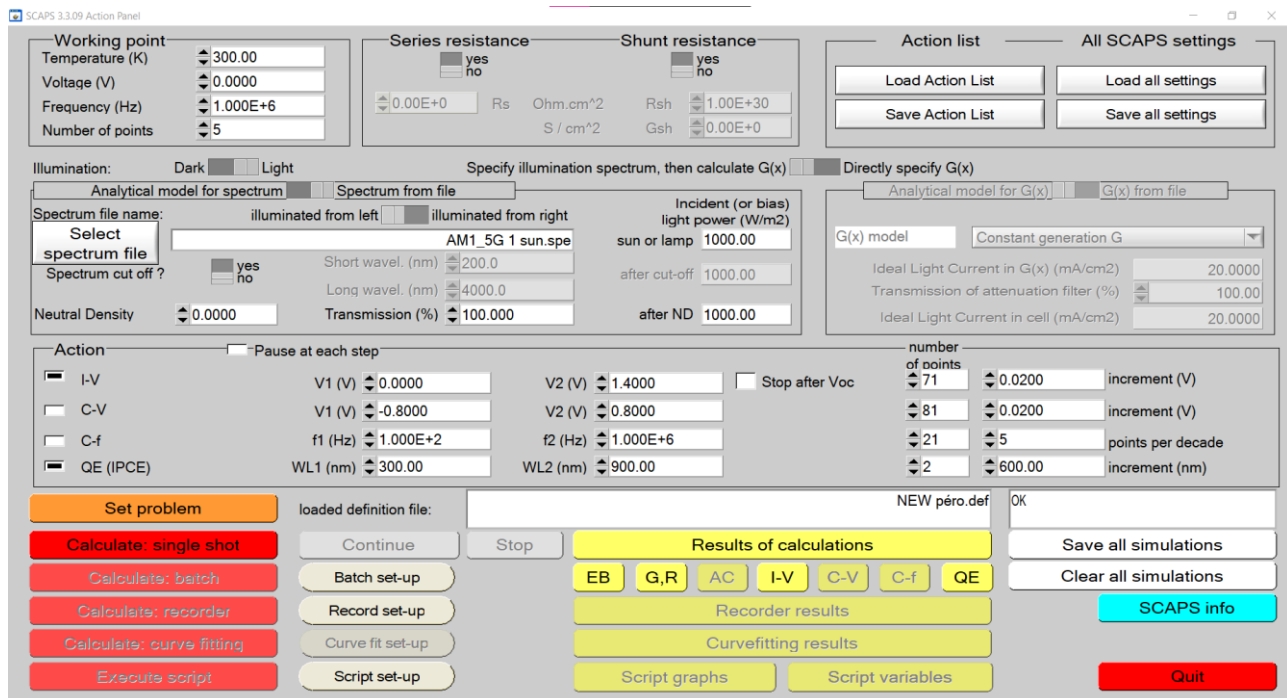 SCAPS 3.3.09 Action Panel
Working point
Temperature (K) 300.00
Voltage (V) 0.0000
Frequency (Hz) 1.000E+6
Number of points 5
Series resistance Shunt resistance
yes yes
no no
0.00E+0 Rs Ohm.cm^2 Rsh 1.00E+30
S / cm^2 Gsh 0.00E+0
Action list All SCAPS settings
Load Action List Load all settings
Save Action List Save all settings
Illumination: Dark Light Specify illumination spectrum, then calculate G(x) Directly specify G(x)
Analytical model for spectrum Spectrum from file
Spectrum file name: illuminated from left illuminated from right
Incident (or bias)
light power (W/m2)
Select
spectrum file
AM1_5G 1 sun.spe sun or lamp 1000.00
Spectrum cut off ? yes
no
Short wavel. (nm) 200.0
Long wavel. (nm) 4000.0
after cut-off 1000.00
Neutral Density 0.0000 Transmission (%) 100.000 after ND 1000.00
Analytical model for G(x) G(x) from file
G(x) model Constant generation G
Ideal Light Current in G(x) (mA/cm2) 20.0000
Transmission of attenuation filter (%) 100.00
Ideal Light Current in cell (mA/cm2) 20.0000
Action Pause at each step number
of points
I-V V1 (V) 0.0000 V2 (V) 1.4000 Stop after Voc 71 0.0200 increment (V)
C-V V1 (V) -0.8000 V2 (V) 0.8000 81 0.0200 increment (V)
C-f f1 (Hz) 1.000E+2 f2 (Hz) 1.000E+6 21 5 points per decade
QE (IPCE) WL1 (nm) 300.00 WL2 (nm) 900.00 2 600.00 increment (nm)
Set problem loaded definition file: NEW péro.def OK
Calculate: single shot Continue Stop Results of calculations Save all simulations
Calculate: batch Batch set-up EB G,R AC I-V C-V C-f QE Clear all simulations
Calculate: recorder Record set-up Recorder results SCAPS info
Calculate: curve fitting Curve fit set-up Curvefitting results
Execute script Script set-up Script graphs Script variables Quit